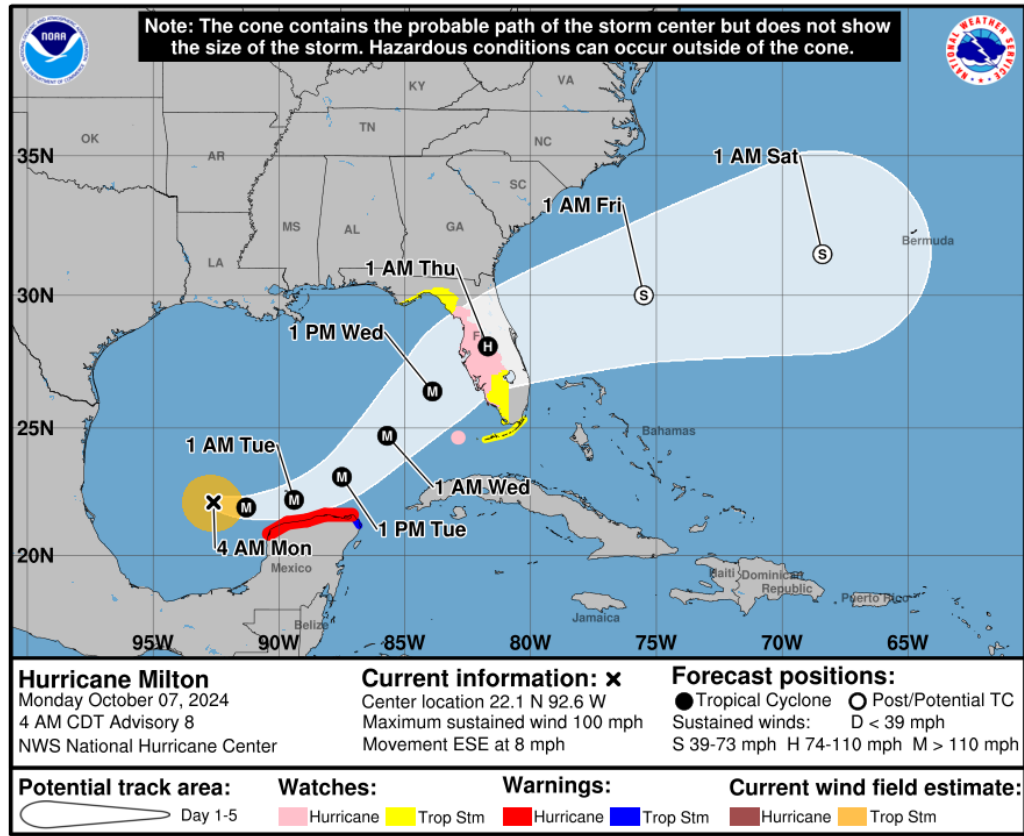 Note: The cone contains the probable path of the storm center but does not show
the size of the storm. Hazardous conditions can occur outside of the cone.
NOAA
NATIONAL WEATHER SERVICE
KY
VA
OK
TN
NC
AR
35N
1 AM Sat
SC
1 AM Fri
MS
AL
GA
Bermuda
LA
1 AM Thu
30N
1 PM Wed
H
S
S
M
25N
Bahamas
1 AM Tue
M
1 AM Wed
M
M
M
1 PM Tue
4 AM Mon
20N
Mexico
Haiti
Dominican
Republic
Puerto Rico
Jamaica
Belize
95W
90W
85W
80W
75W
70W
65W
Hurricane Milton
Monday October 07, 2024
4 AM CDT Advisory 8
NWS National Hurricane Center
Current information: ×
Center location 22.1 N 92.6 W
Maximum sustained wind 100 mph
Movement ESE at 8 mph
Forecast positions:
Tropical Cyclone
Post/Potential TC
Sustained winds: D < 39 mph
S 39-73 mph H 74-110 mph M > 110 mph
Potential track area:
Day 1-5
Watches:
Hurricane
Trop Stm
Warnings:
Hurricane
Trop Stm
Current wind field estimate:
Hurricane
Trop Stm